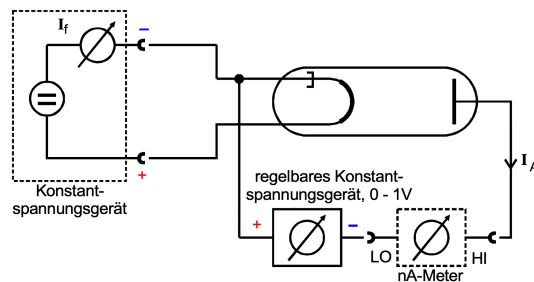 I_f
−
+
Konstant-
spannungsgerät
regelbares Konstant-
spannungsgerät, 0 - 1V
+
−
LO
HI
nA-Meter
I_A